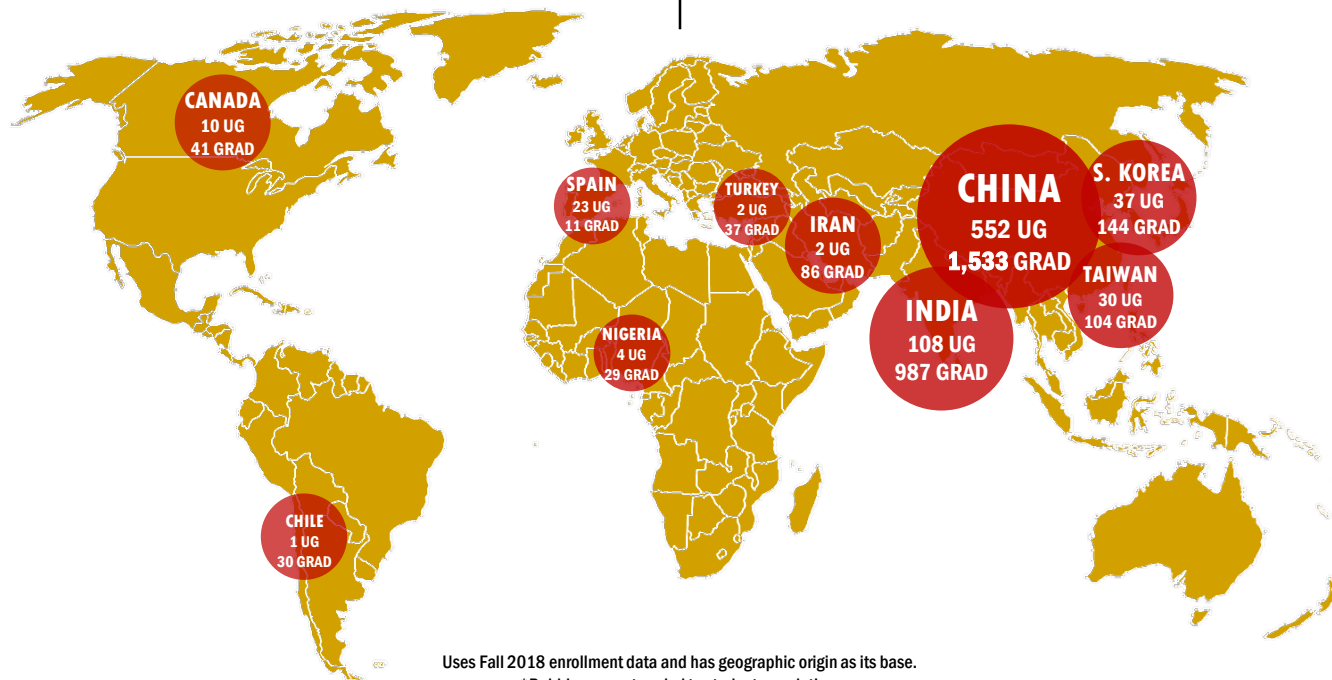 CANADA
10 UG
41 GRAD
SPAIN
23 UG
11 GRAD
TURKEY
2 UG
37 GRAD
IRAN
2 UG
86 GRAD
CHINA
552 UG
1,533 GRAD
S. KOREA
37 UG
144 GRAD
TAIWAN
30 UG
104 GRAD
INDIA
108 UG
987 GRAD
NIGERIA
4 UG
29 GRAD
CHILE
1 UG
30 GRAD
Uses Fall 2018 enrollment data and has geographic origin as its base.